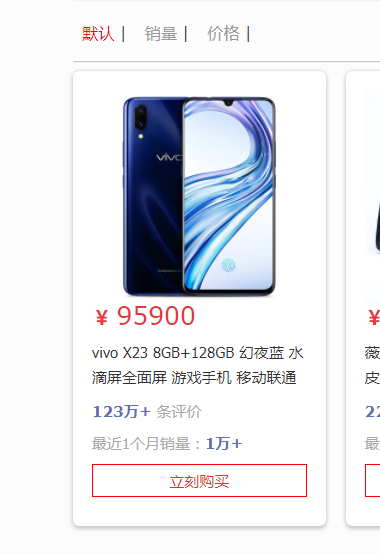 默认 | 销量 | 价格 |
vivo
¥ 95900
¥
vivo X23 8GB+128GB 幻夜蓝 水
滴屏全面屏 游戏手机 移动联通
薇
皮
123万+ 条评价
22
最近1个月销量：1万+
最
立刻购买